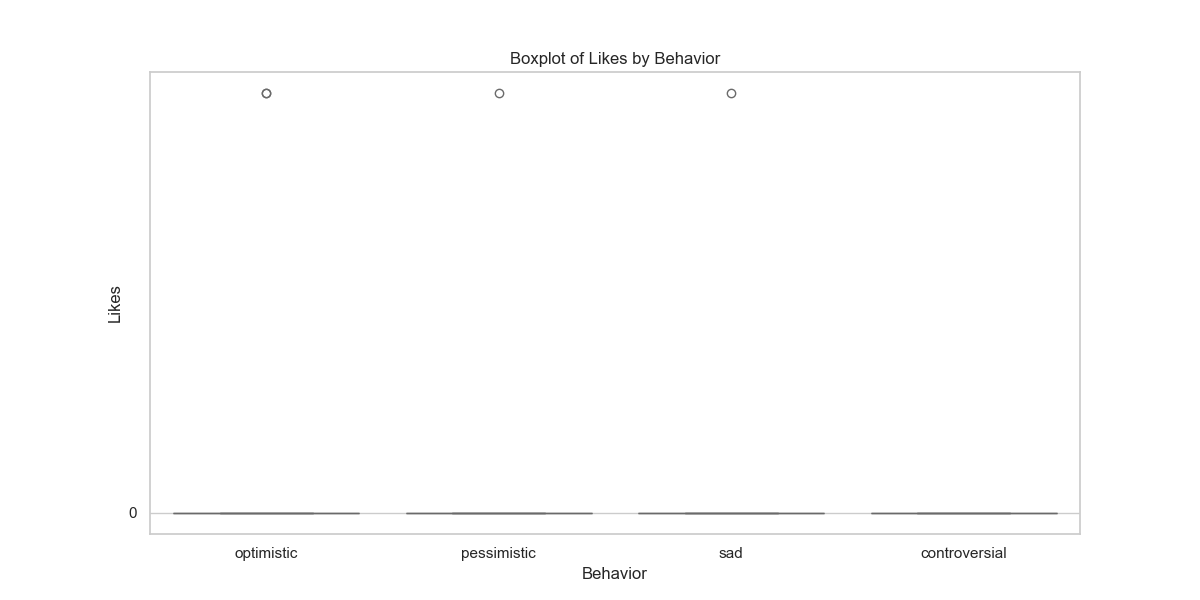 Boxplot of Likes by Behavior
Likes
0
optimistic pessimistic sad controversial
Behavior